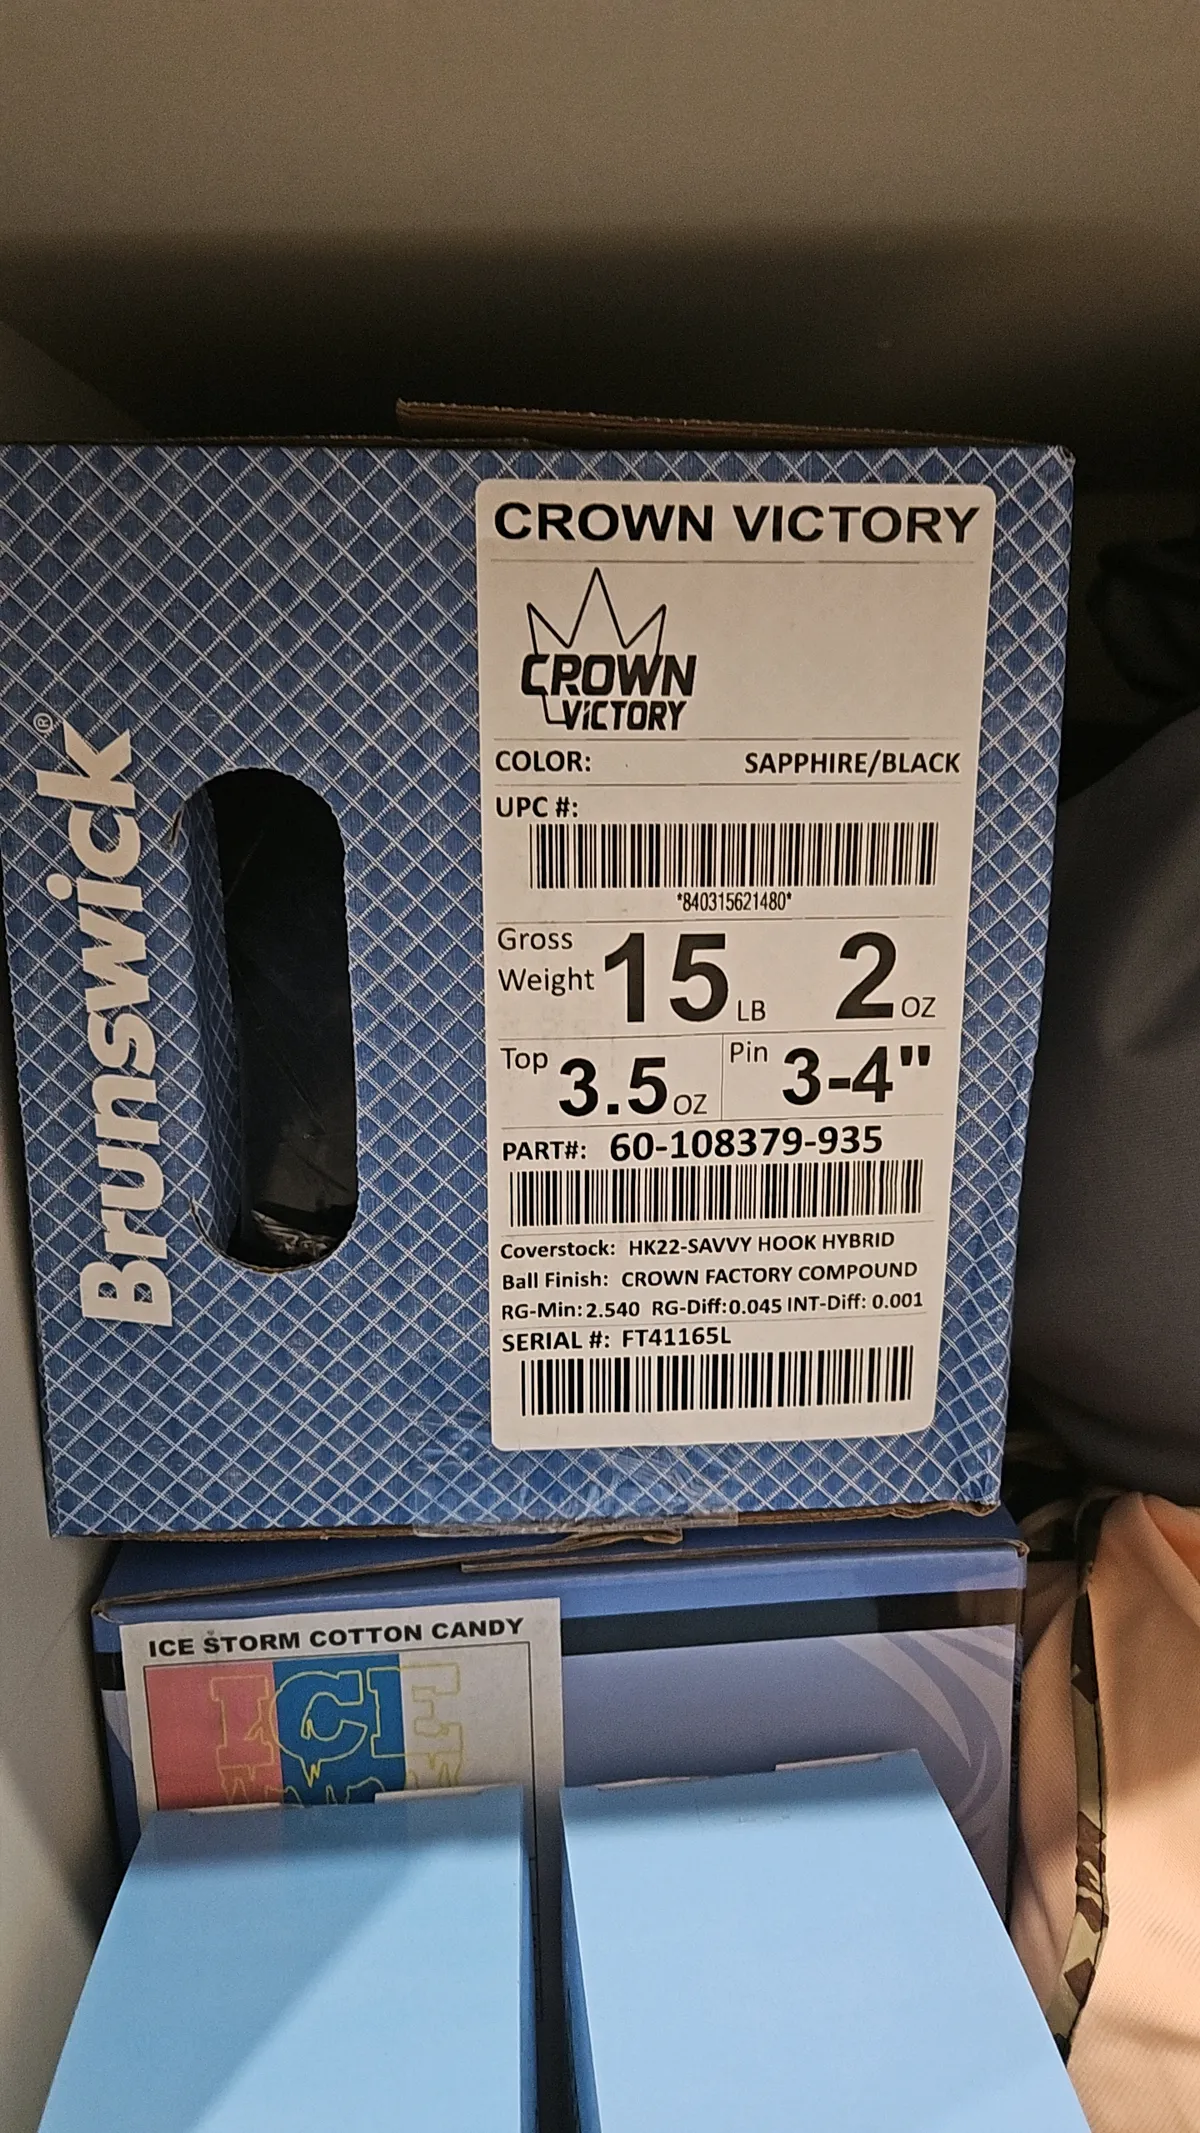 CROWN VICTORY
CROWN
VICTORY
COLOR: SAPPHIRE/BLACK
UPC #:
*840315621480*
Gross
Weight 15 LB 2 OZ
Top 3.5 OZ Pin 3-4"
PART#: 60-108379-935
Coverstock: HK22-SAVVY HOOK HYBRID
Ball Finish: CROWN FACTORY COMPOUND
RG-Min: 2.540 RG-Diff: 0.045 INT-Diff: 0.001
SERIAL #: FT41165L
Brunswick®
ICE STORM COTTON CANDY
ICE